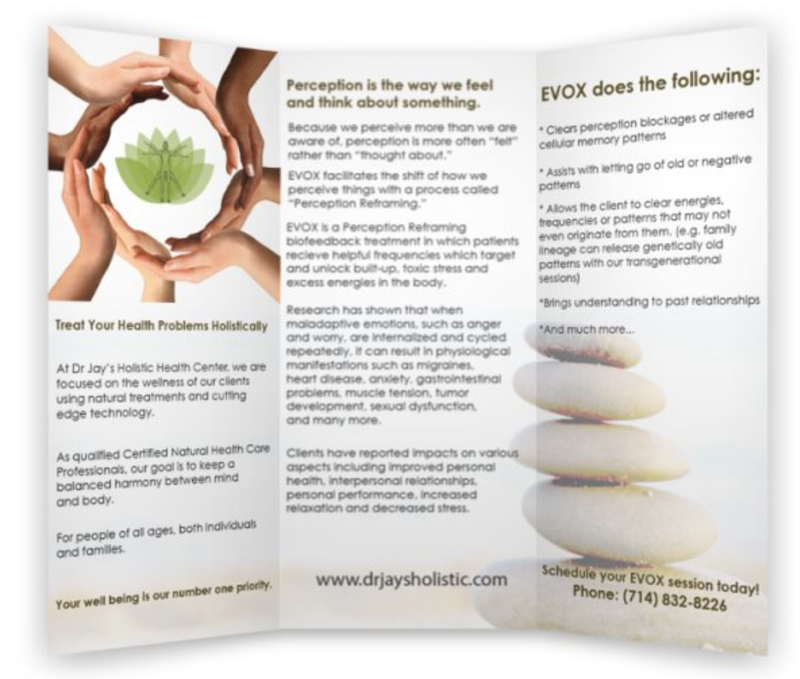 Treat Your Health Problems Holistically
At Dr Jay's Holistic Health Center, we are
focused on the wellness of our clients
using natural treatments and cutting
edge technology.
As qualified Certified Natural Health Care
Professionals, our goal is to keep a
balanced harmony between mind
and body.
For people of all ages, both individuals
and families.
Your well being is our number one priority.
Perception is the way we feel
and think about something.
Because we perceive more than we are
aware of, perception is more often "felt"
rather than "thought about."
EVOX facilitates the shift of how we
perceive things with a process called
"Perception Reframing."
EVOX is a Perception Reframing
biofeedback treatment in which patients
recieve helpful frequencies which target
and unlock built-up, toxic stress and
excess energies in the body.
Research has shown that when
maladaptive emotions, such as anger
and worry, are internalized and cycled
repeatedly, it can result in physiological
manifestations such as migraines,
heart disease, anxiety, gastrointestinal
problems, muscle tension, tumor
development, sexual dysfunction,
and many more.
Clients have reported impacts on various
aspects including improved personal
health, interpersonal relationships,
personal performance, increased
relaxation and decreased stress.
www.drjaysholistic.com
EVOX does the following:
* Clears perception blockages or altered
cellular memory patterns
* Assists with letting go of old or negative
patterns
* Allows the client to clear energies,
frequencies or patterns that may not
even originate from them. (e.g. family
lineage can release genetically old
patterns with our transgenerational
sessions)
*Brings understanding to past relationships
*And much more...
Schedule your EVOX session today!
Phone: (714) 832-8226